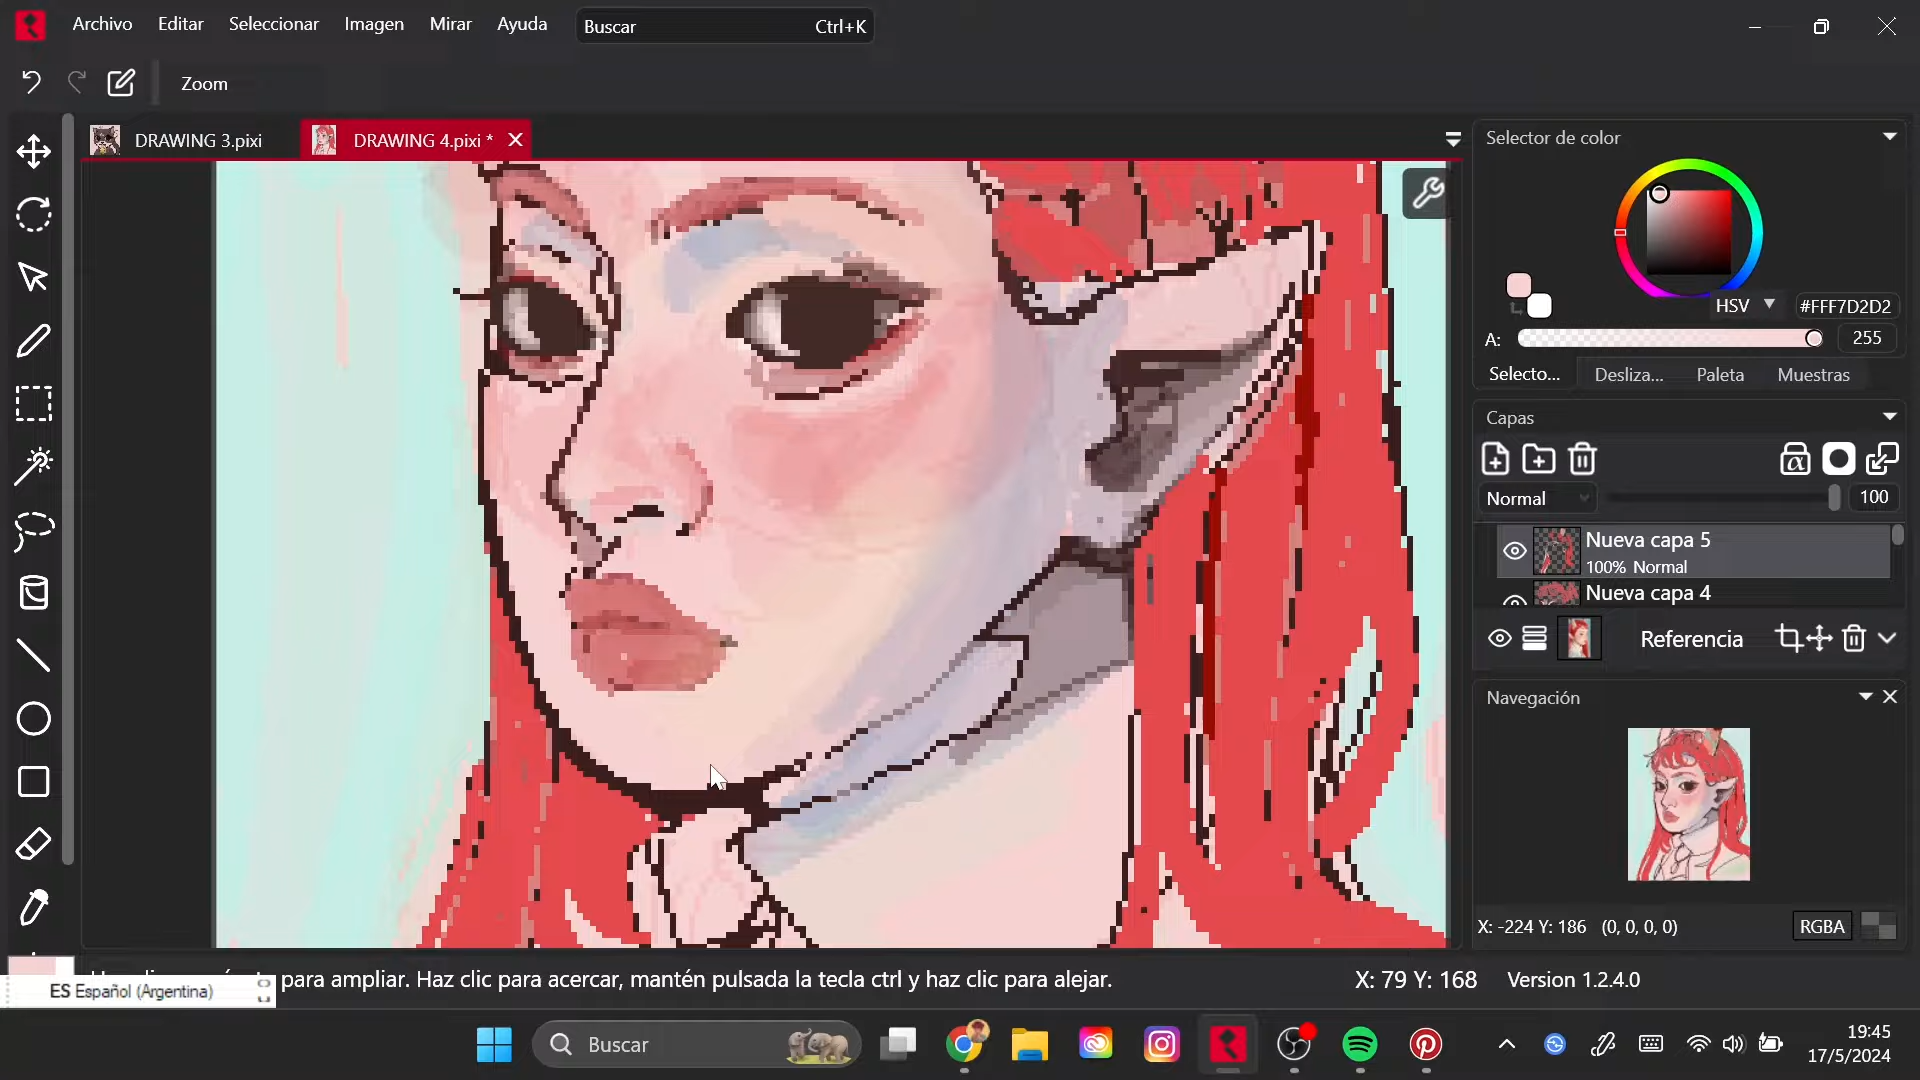 Archivo Editar Seleccionar Imagen Mirar Ayuda Buscar Ctrl+K
Zoom
DRAWING 3.pixi DRAWING 4.pixi *
Selector de color
HSV #FFF7D2D2
A: 255
Selecto... Desliza... Paleta Muestras
Capas
Normal 100
Nueva capa 5
100% Normal
Nueva capa 4
Referencia
Navegación
X: -224 Y: 186 (0, 0, 0, 0) RGBA
para ampliar. Haz clic para acercar, mantén pulsada la tecla ctrl y haz clic para alejar. X: 79 Y: 168 Version 1.2.4.0
ES Español (Argentina)
Buscar
19:45
17/5/2024